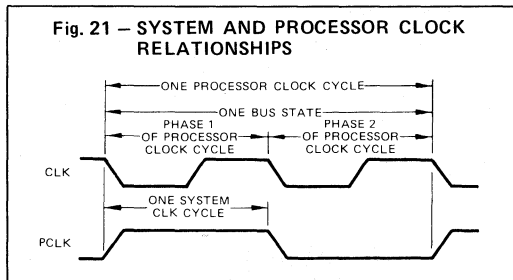 Fig. 21 – SYSTEM AND PROCESSOR CLOCK
RELATIONSHIPS
ONE PROCESSOR CLOCK CYCLE
ONE BUS STATE
PHASE 1
OF PROCESSOR
CLOCK CYCLE
PHASE 2
OF PROCESSOR
CLOCK CYCLE
CLK
ONE SYSTEM
CLK CYCLE
PCLK